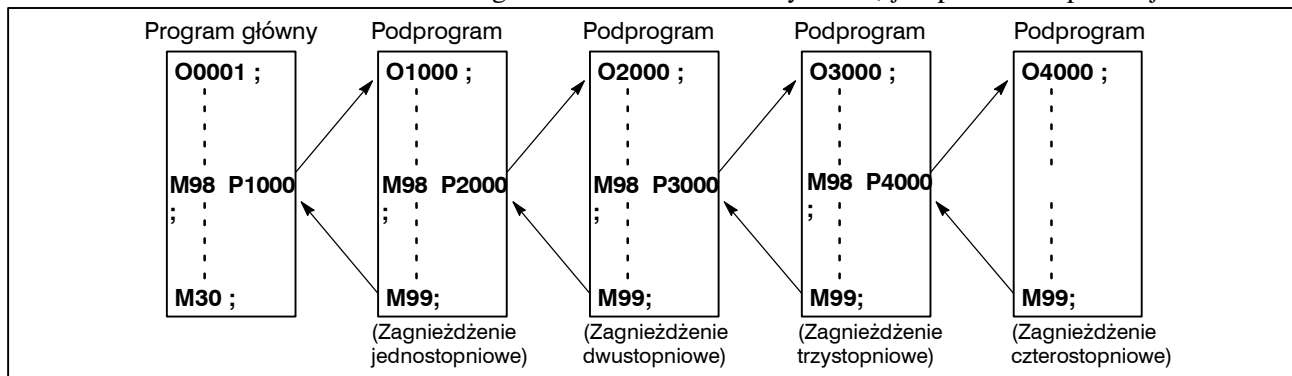 Program główny
O0001 ;
M98 P1000
;
M30 ;
Podprogram
O1000 ;
M98 P2000
;
M99;
(Zagnieżdżenie
jednostopniowe)
Podprogram
O2000 ;
M98 P3000
;
M99;
(Zagnieżdżenie
dwustopniowe)
Podprogram
O3000 ;
M98 P4000
;
M99;
(Zagnieżdżenie
trzystopniowe)
Podprogram
O4000 ;
M99;
(Zagnieżdżenie
czterostopniowe)